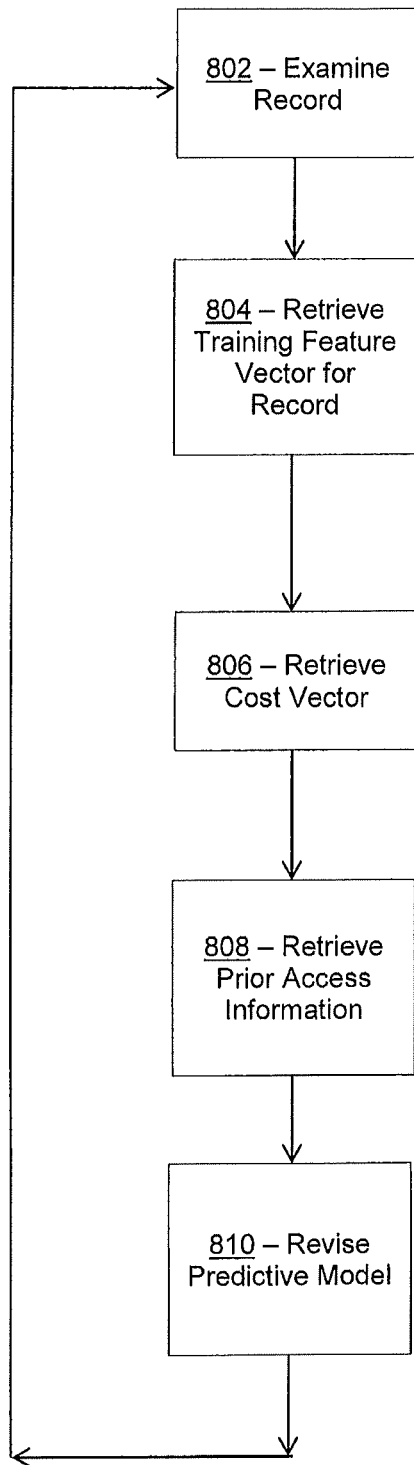 802 – Examine
Record
804 – Retrieve
Training Feature
Vector for
Record
806 – Retrieve
Cost Vector
808 – Retrieve
Prior Access
Information
810 – Revise
Predictive Model